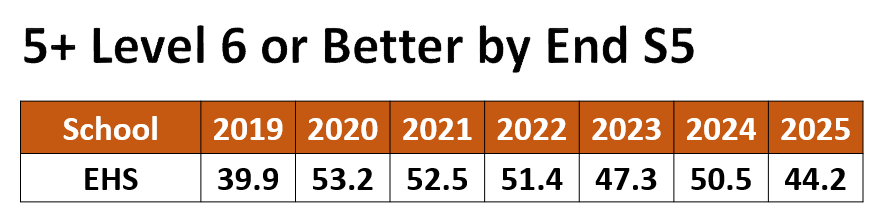 5+ Level 6 or Better by End S5
School 2019 2020 2021 2022 2023 2024 2025
EHS 39.9 53.2 52.5 51.4 47.3 50.5 44.2